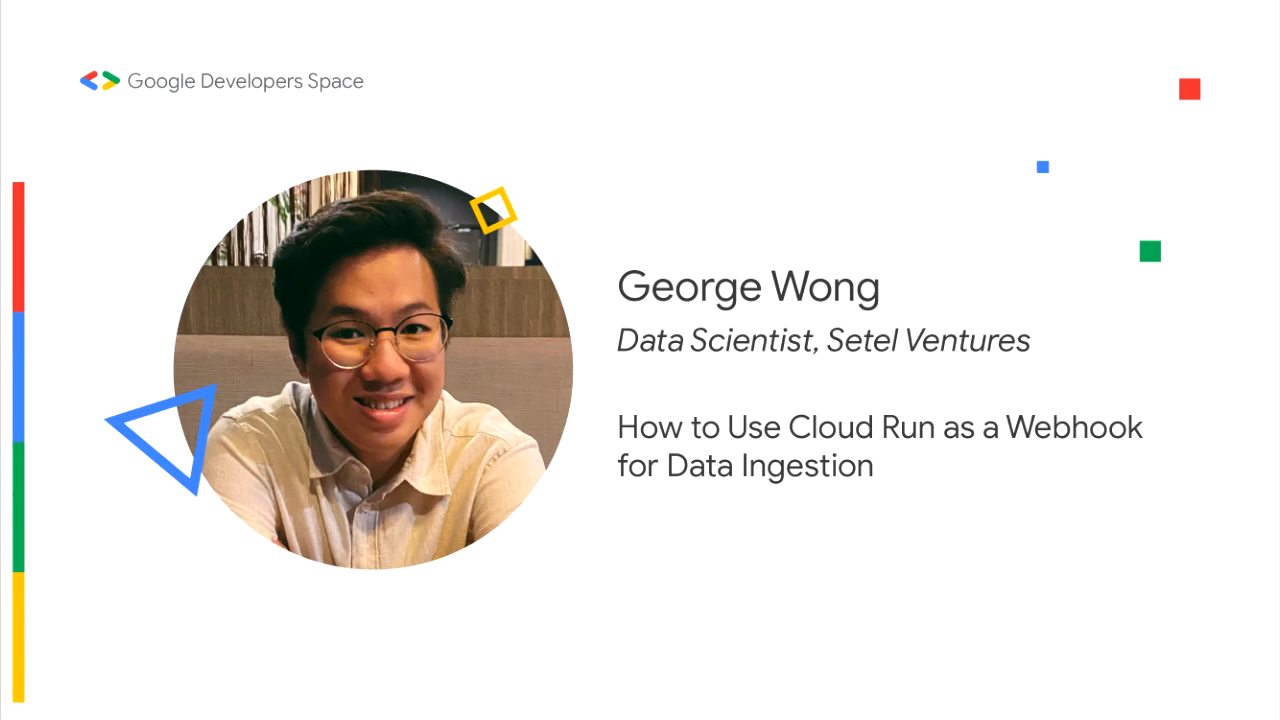 Google Developers Space
George Wong
Data Scientist, Setel Ventures
How to Use Cloud Run as a Webhook
for Data Ingestion